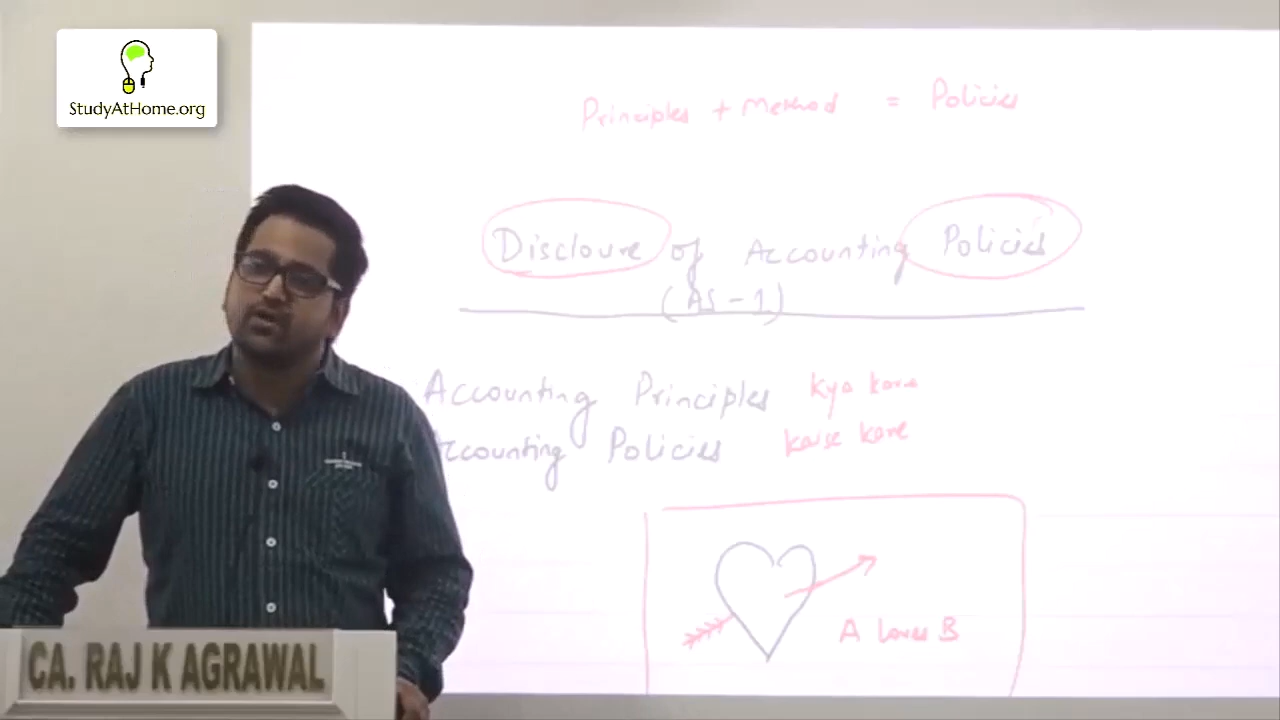 StudyAtHome.org
Principles + Method = Policies
Discloure of Accounting Policies
(AS-1)
Accounting Principles kya kare
Accounting Policies kaise kare
A Loves B
CA. RAJ K AGRAWAL